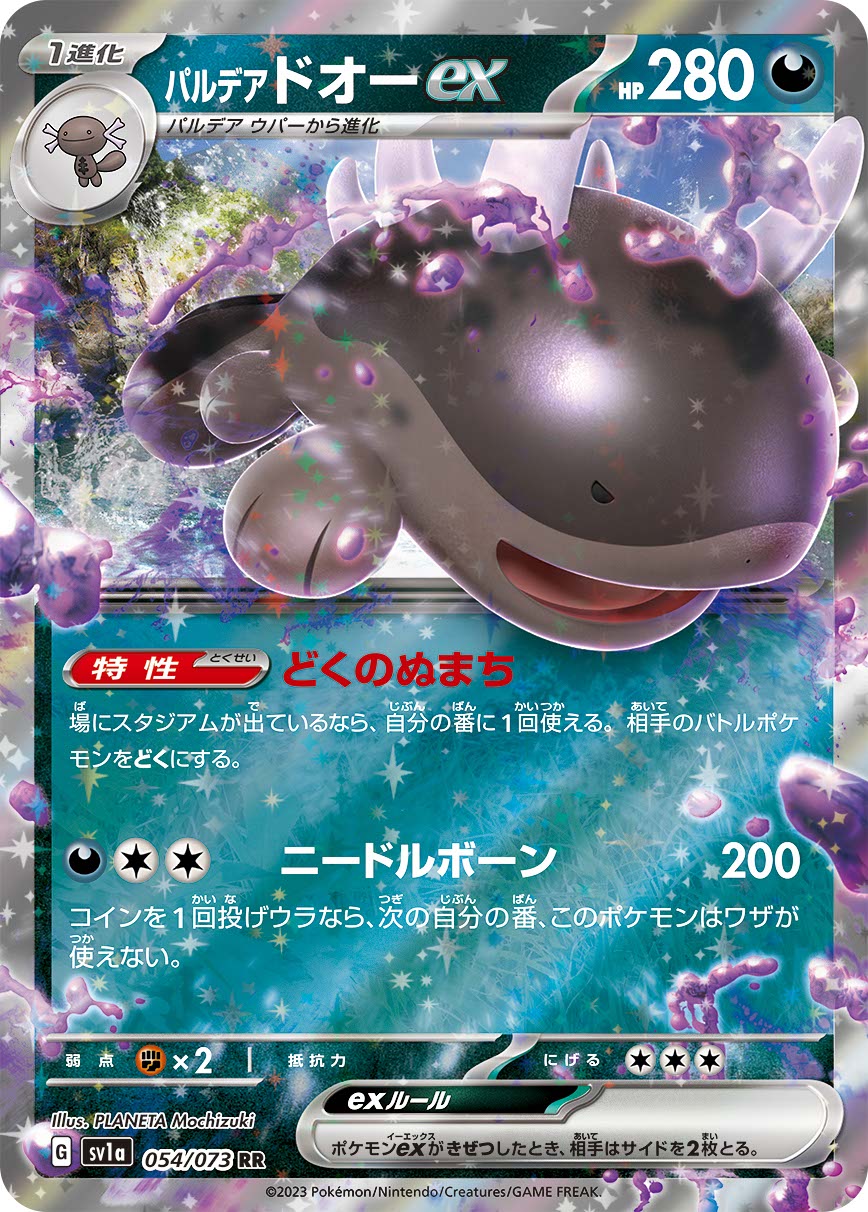 1進化
パルデアドオーex
HP280
パルデア ウパーから進化
特性
とくせい
どくのぬまち
場にスタジアムが出ているなら、自分の番に1回使える。相手のバトルポケ
モンをどくにする。
ニードルボーン 200
コインを1回投げウラなら、次の自分の番、このポケモンはワザが
使えない。
弱点 ×2 抵抗力 にげる
exルール
ポケモンexがきぜつしたとき、相手はサイドを2枚とる。
Illus. PLANETA Mochizuki
G sv1a 054/073 RR
©2023 Pokémon/Nintendo/Creatures/GAME FREAK.